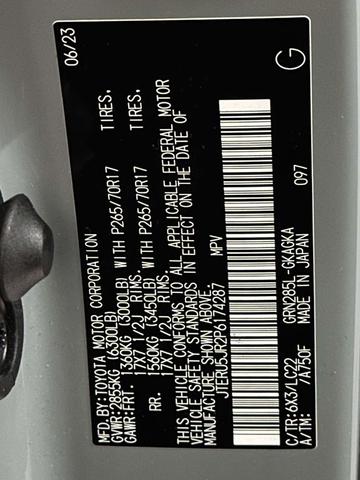 MFD.BY:TOYOTA MOTOR CORPORATION 06/23
GVWR:2855KG (6300LB)
GAWR:FRT. 1360KG (3000LB) WITH P265/70R17 TIRES.
17X7 1/2J RIMS.
RR. 1560KG (3450LB) WITH P265/70R17 TIRES.
17X7 1/2J RIMS.
THIS VEHICLE CONFORMS TO ALL APPLICABLE FEDERAL MOTOR
VEHICLE SAFETY STANDARDS IN EFFECT ON THE DATE OF
MANUFACTURE SHOWN ABOVE.
JTERU5JR2P6174287 MPV
C/TR:6X3/LC22 GRN285L-GKAGKA
A/TM: /A750F MADE IN JAPAN
097
G